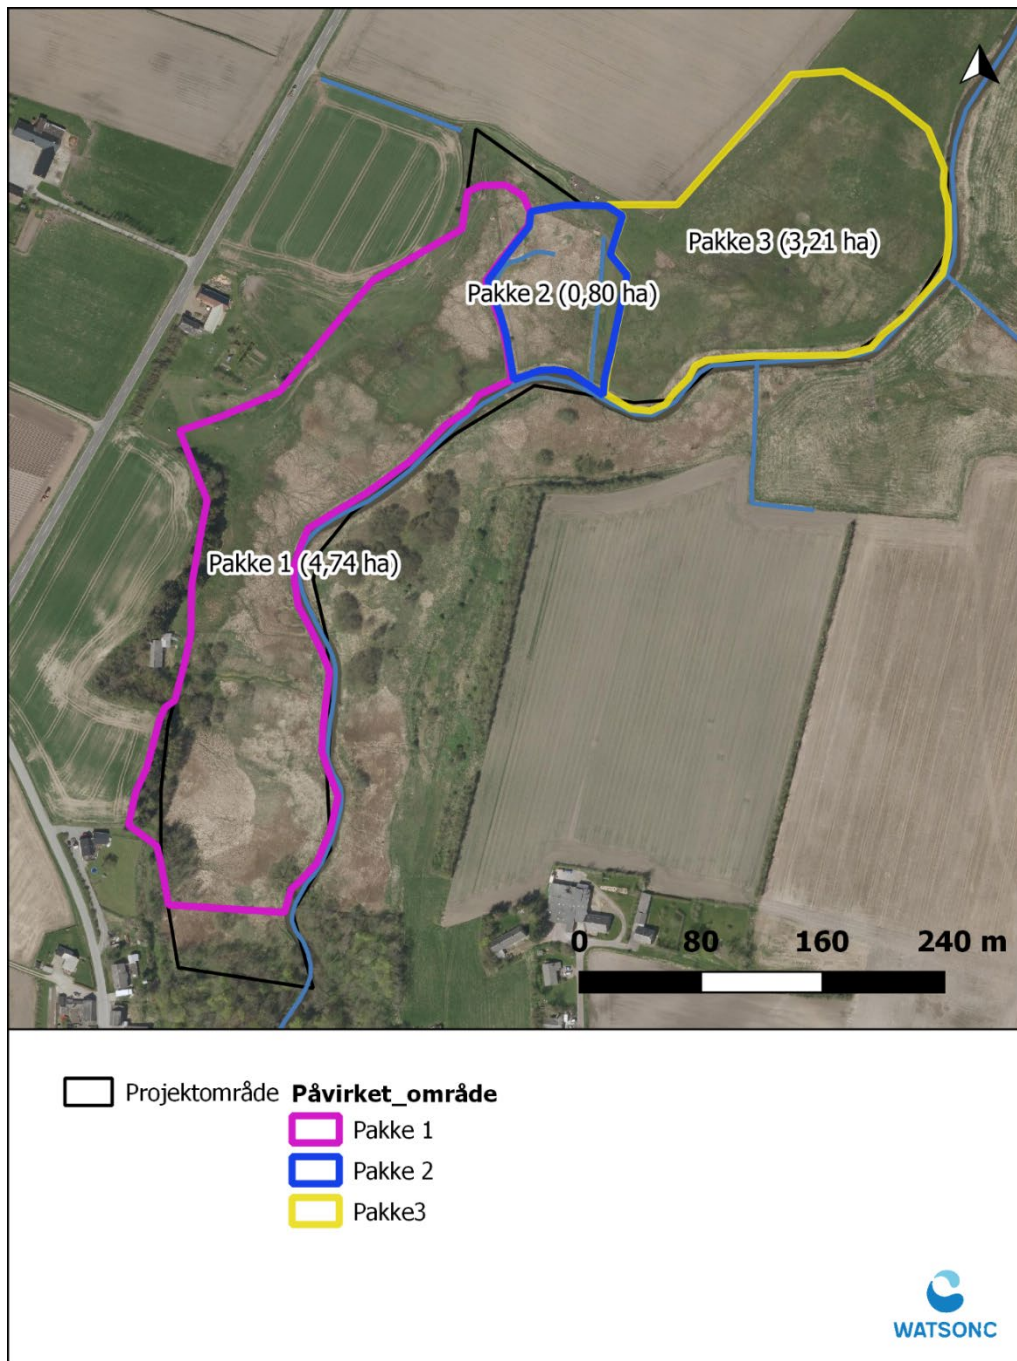 Pakke 3 (3,21 ha)
Pakke 2 (0,80 ha)
Pakke 1 (4,74 ha)
0 80 160 240 m
Projektområde
Påvirket_område
Pakke 1
Pakke 2
Pakke3
WATSONC